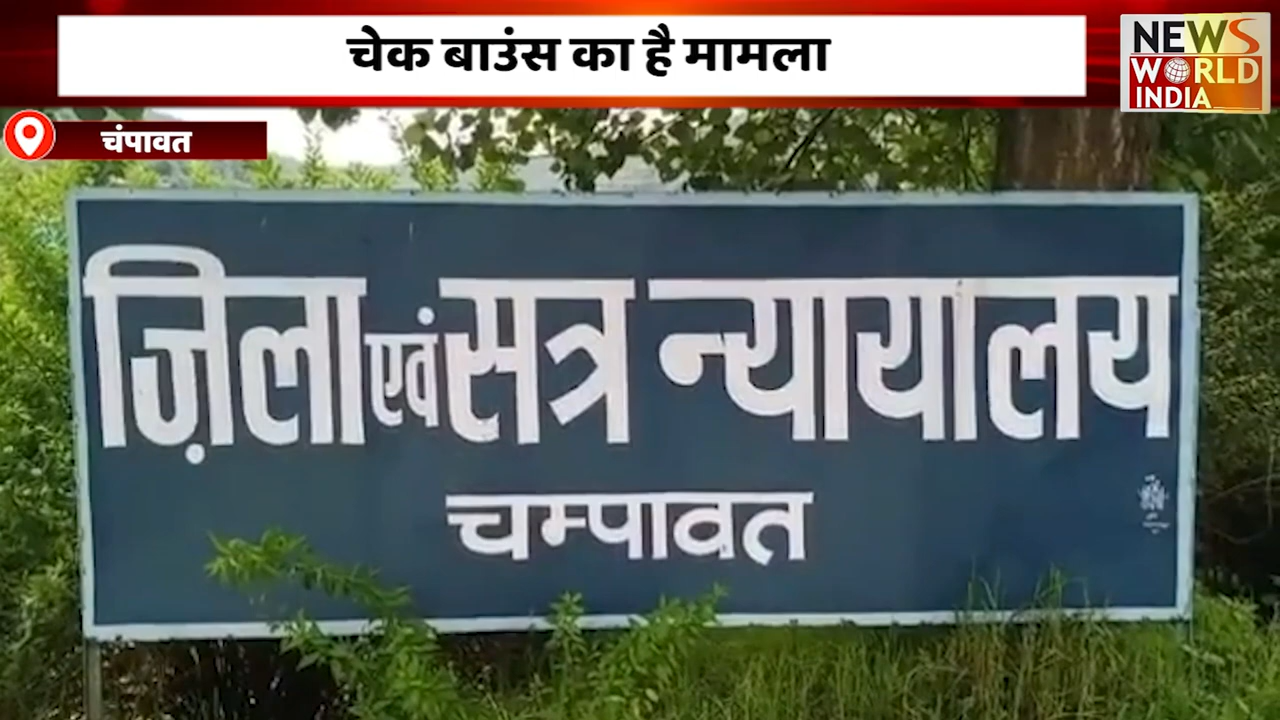 चेक बाउंस का है मामला
NEWS
WORLD
INDIA
चंपावत
ज़िला एवं सत्र न्यायालय
चम्पावत